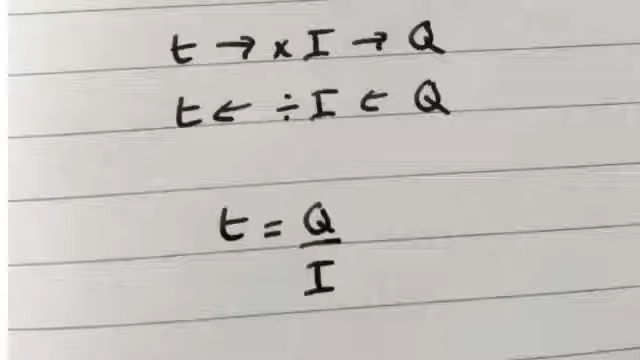 t → × I → Q
t ← ÷ I ← Q
t = Q
I